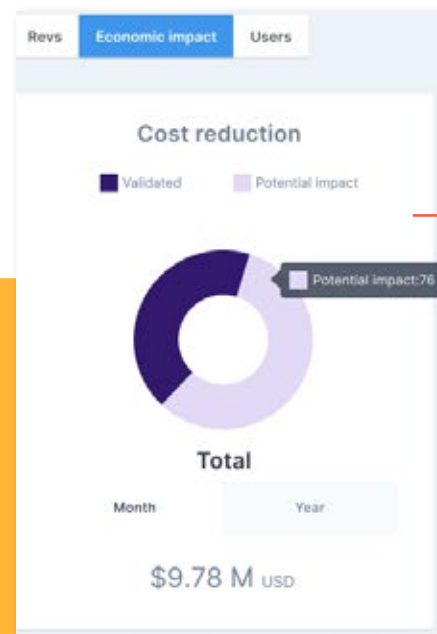 Revs Economic impact Users
Cost reduction
Validated Potential impact
Potential impact:76
Total
Month Year
$9.78 M USD